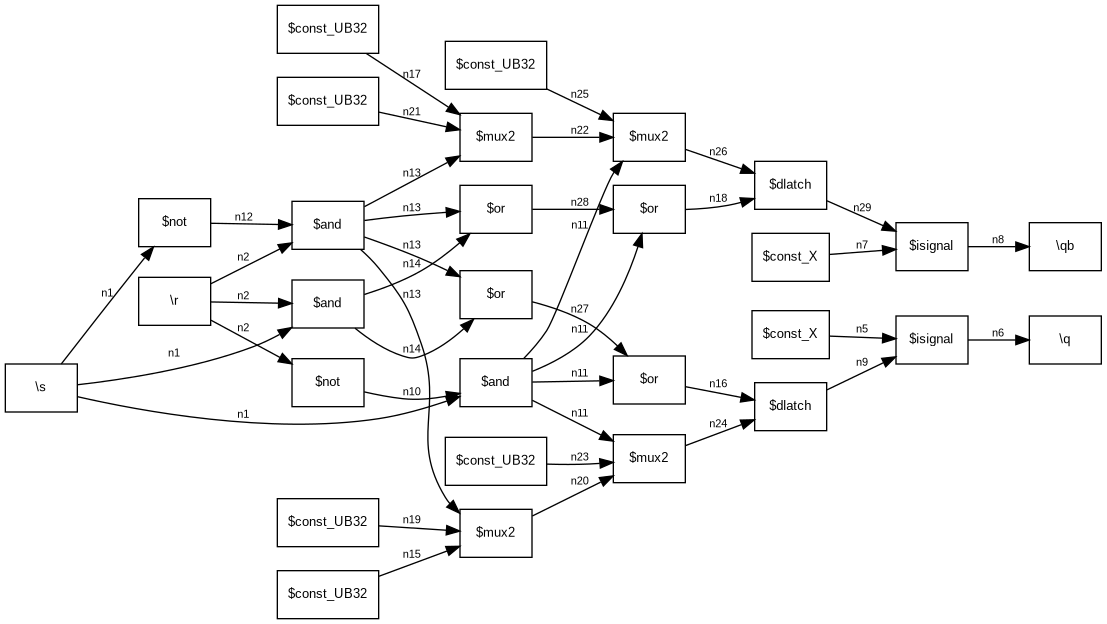 $const_UB32
n17
$const_UB32
n25
$const_UB32
n21
$mux2
n22
$mux2
n26
n13
$dlatch
n18
n29
$not
n12
$and
n13
$or
n28
$or
n11
n7
$const_X
$isignal
n8
\qb
n2
n13
n14
n1
\r
n2
$and
n13
$or
n27
n11
n5
$const_X
$isignal
n6
\q
n2
n1
n14
\s
$not
n10
$and
n11
$or
n16
n9
$dlatch
n1
n11
n24
$const_UB32
n23
$mux2
n20
$const_UB32
n19
$mux2
n15
$const_UB32